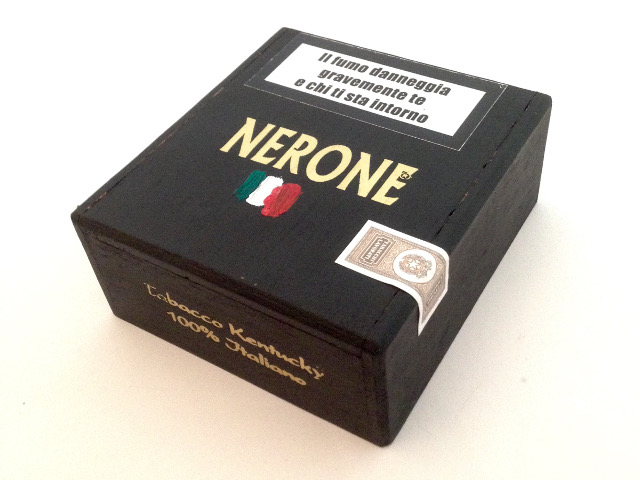 Il fumo danneggia
gravemente te
e chi ti sta intorno
NERONE®
Tabacco Kentucky
100% Italiano